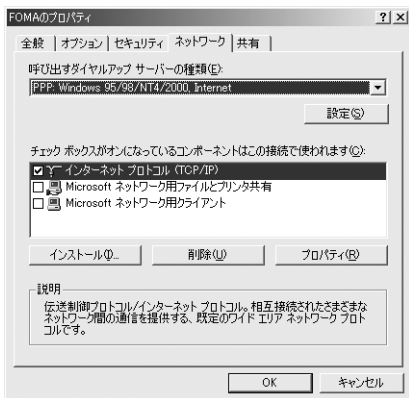 FOMAのプロパティ
全般 オプション セキュリティ ネットワーク 共有
呼び出すダイヤルアップ サーバーの種類(E):
PPP: Windows 95/98/NT4/2000, Internet
設定(S)
チェック ボックスがオンになっているコンポーネントはこの接続で使われます(C):
インターネット プロトコル (TCP/IP)
Microsoft ネットワーク用ファイルとプリンタ共有
Microsoft ネットワーク用クライアント
インストール(I)... 削除(U) プロパティ(R)
説明
伝送制御プロトコル/インターネット プロトコル。相互接続されたさまざまな
ネットワーク間の通信を提供する、既定のワイド エリア ネットワーク プロト
コルです。
OK キャンセル